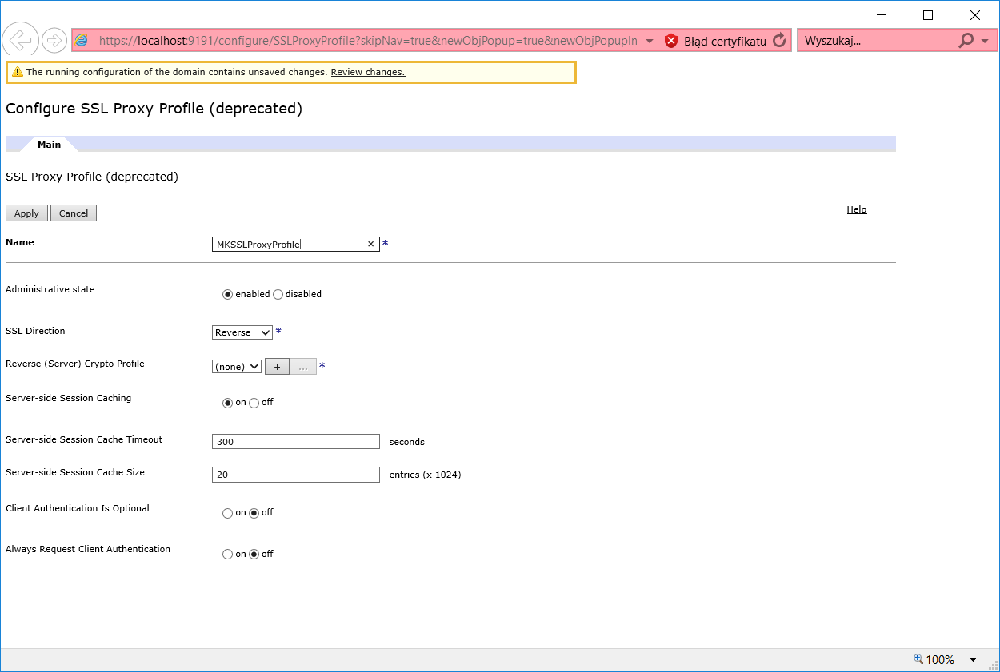 https://localhost:9191/configure/SSLProxyProfile?skipNav=true&newObjPopup=true&newObjPopupIn Błąd certyfikatu Wyszukaj...
The running configuration of the domain contains unsaved changes. Review changes.
Configure SSL Proxy Profile (deprecated)
Main
SSL Proxy Profile (deprecated)
Apply Cancel Help
Name MKSSLProxyProfile × *
Administrative state enabled disabled
SSL Direction Reverse *
Reverse (Server) Crypto Profile (none) + ... *
Server-side Session Caching on off
Server-side Session Cache Timeout 300 seconds
Server-side Session Cache Size 20 entries (x 1024)
Client Authentication Is Optional on off
Always Request Client Authentication on off
100%